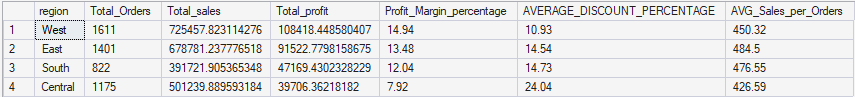 region Total_Orders Total_sales Total_profit Profit_Margin_percentage AVERAGE_DISCOUNT_PERCENTAGE AVG_Sales_per_Orders
1 West 1611 725457.823114276 108418.448580407 14.94 10.93 450.32
2 East 1401 678781.237776518 91522.7798158675 13.48 14.54 484.5
3 South 822 391721.905365348 47169.4302328229 12.04 14.73 476.55
4 Central 1175 501239.889593184 39706.36218182 7.92 24.04 426.59